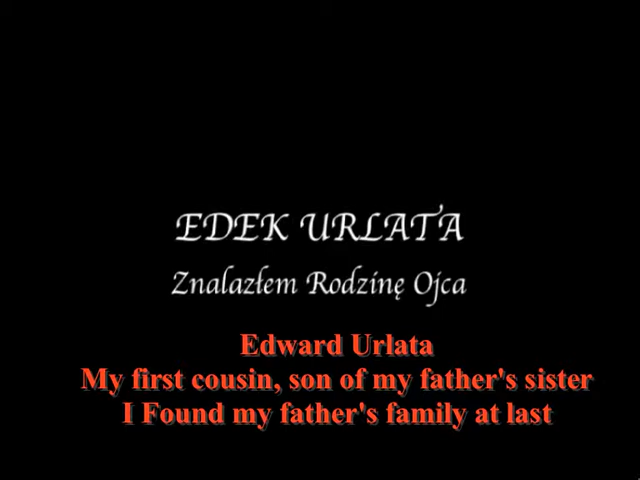 EDEK URLATA
Znalazłem Rodzinę Ojca
Edward Urlata
My first cousin, son of my father's sister
I Found my father's family at last